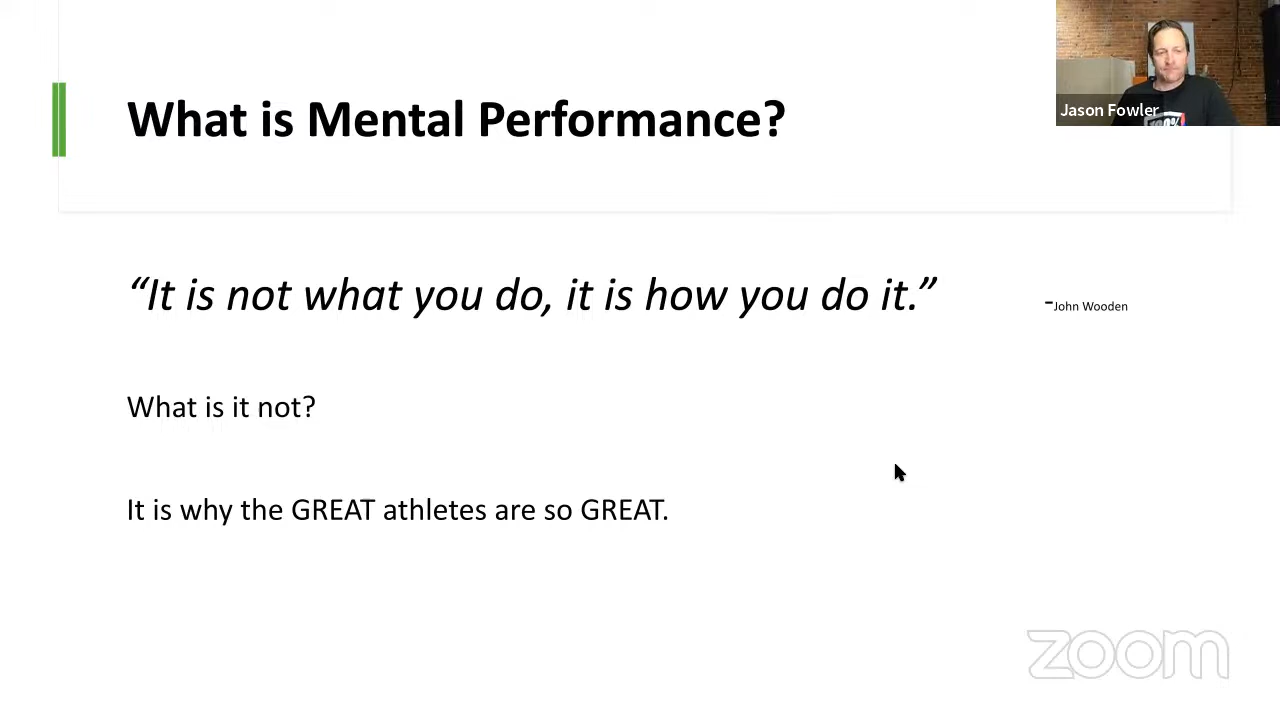 What is Mental Performance?
Jason Fowler
“It is not what you do, it is how you do it.”
-John Wooden
What is it not?
It is why the GREAT athletes are so GREAT.
zoom